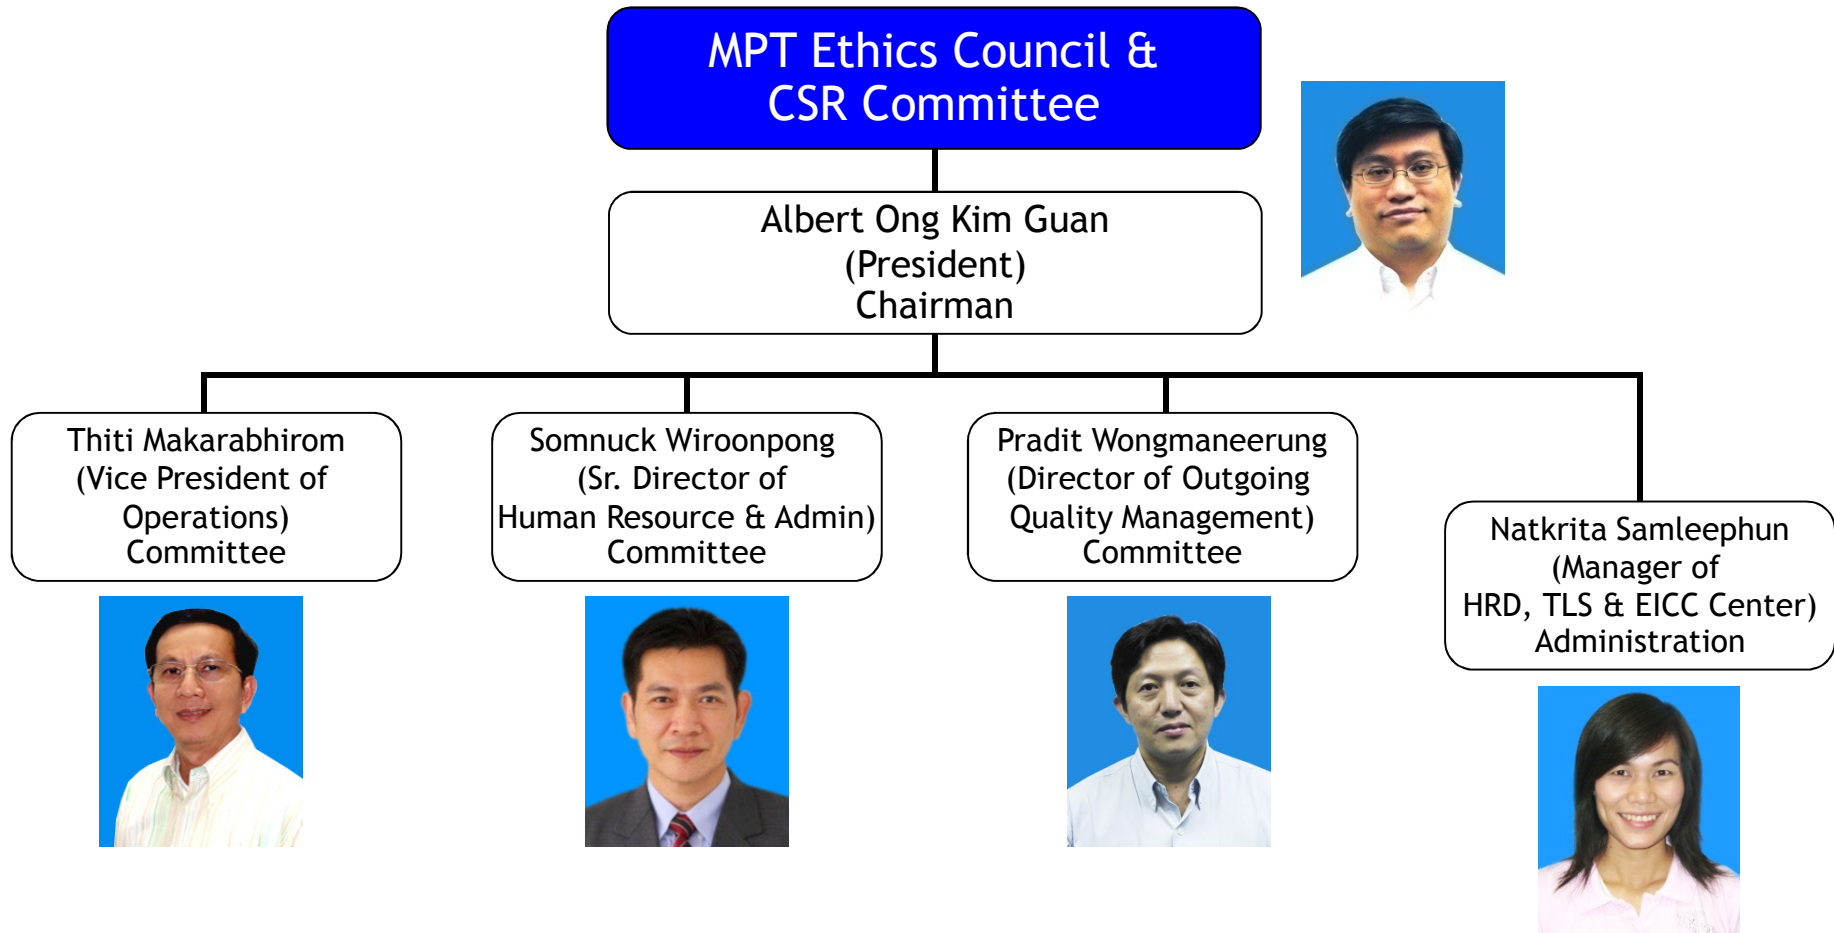 MPT Ethics Council &
CSR Committee
Albert Ong Kim Guan
(President)
Chairman
Thiti Makarabhirom
(Vice President of
Operations)
Committee
Somnuck Wiroonpong
(Sr. Director of
Human Resource & Admin)
Committee
Pradit Wongmaneerung
(Director of Outgoing
Quality Management)
Committee
Natkrita Samleephun
(Manager of
HRD, TLS & EICC Center)
Administration